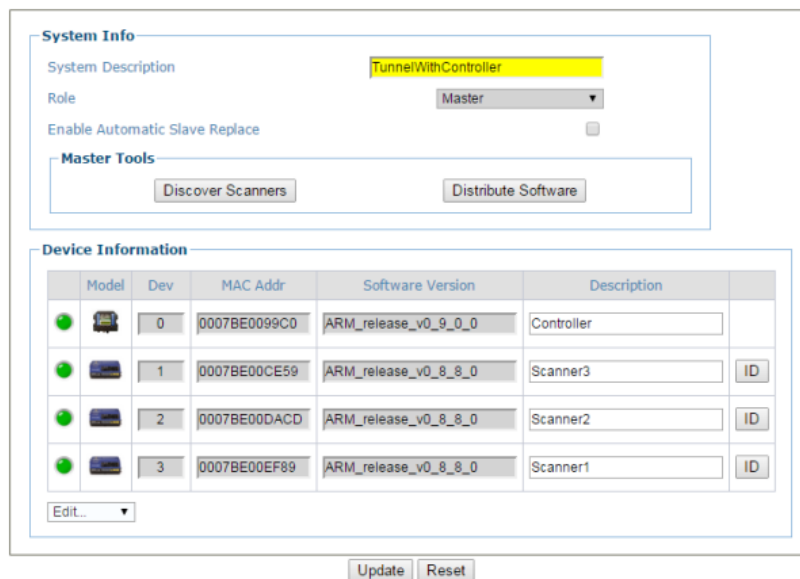 System Info
System Description TunnelWithController
Role Master
Enable Automatic Slave Replace
Master Tools
Discover Scanners Distribute Software
Device Information
Model Dev MAC Addr Software Version Description
0 0007BE0099C0 ARM_release_v0_9_0_0 Controller
1 0007BE00CE59 ARM_release_v0_8_8_0 Scanner3 ID
2 0007BE00DACD ARM_release_v0_8_8_0 Scanner2 ID
3 0007BE00EF89 ARM_release_v0_8_8_0 Scanner1 ID
Edit...
Update Reset